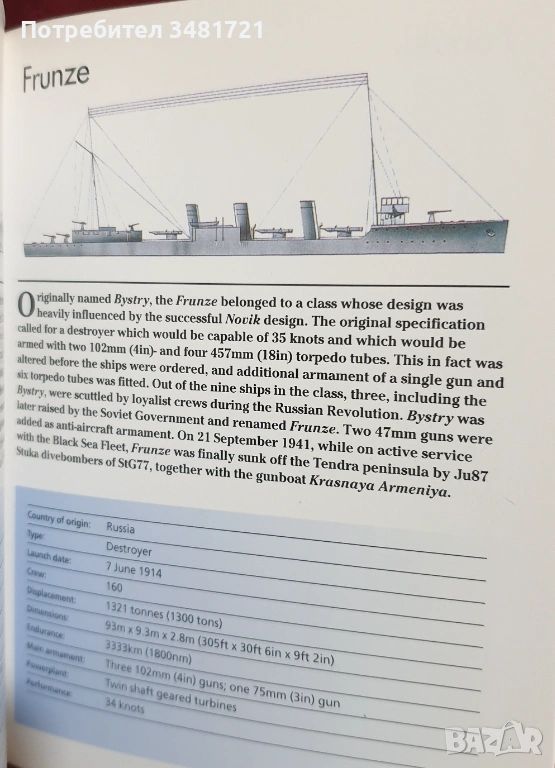 Потребител 3481721
Frunze
Originally named Bystry, the Frunze belonged to a class whose design was
heavily influenced by the successful Novik design. The original specification
called for a destroyer which would be capable of 35 knots and which would be
armed with two 102mm (4in)- and four 457mm (18in) torpedo tubes. This in fact was
altered before the ships were ordered, and additional armament of a single gun and
six torpedo tubes was fitted. Out of the nine ships in the class, three, including the
Bystry, were scuttled by loyalist crews during the Russian Revolution. Bystry was
later raised by the Soviet Government and renamed Frunze. Two 47mm guns were
added as anti-aircraft armament. On 21 September 1941, while on active service
with the Black Sea Fleet, Frunze was finally sunk off the Tendra peninsula by Ju87
Stuka divebombers of StG77, together with the gunboat Krasnaya Armeniya.
Country of origin: Russia
Type: Destroyer
Launch date: 7 June 1914
Crew: 160
Displacement: 1321 tonnes (1300 tons)
Dimensions: 93m x 9.3m x 2.8m (305ft x 30ft 6in x 9ft 2in)
Endurance: 3333km (1800nm)
Main armament: Three 102mm (4in) guns; one 75mm (3in) gun
Powerplant: Twin shaft geared turbines
Performance: 34 knots
BAZAR